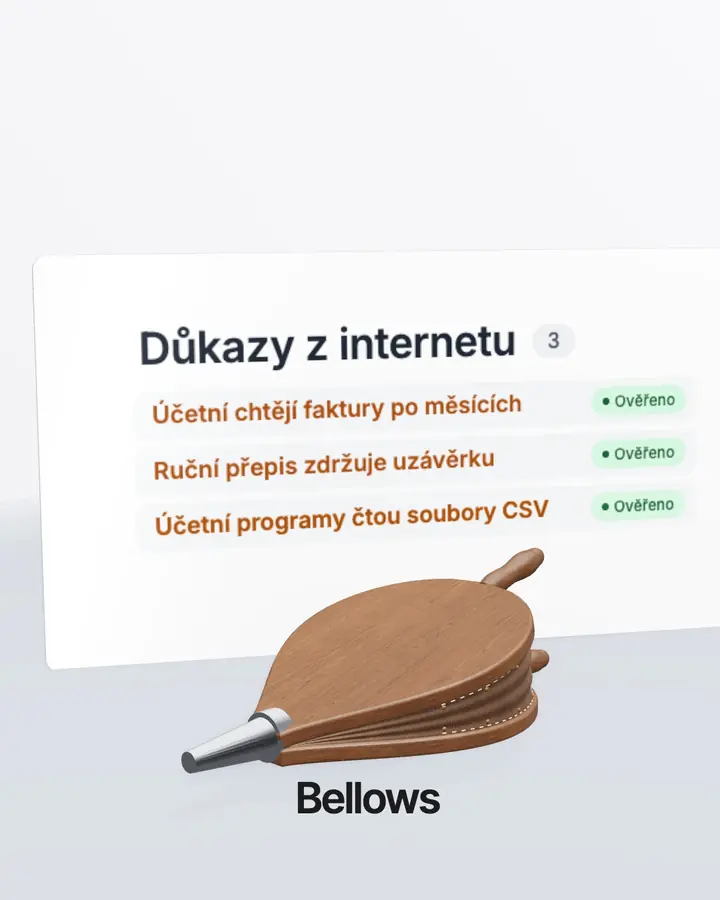 Důkazy z internetu 3
Účetní chtějí faktury po měsících Ověřeno
Ruční přepis zdržuje uzávěrku Ověřeno
Účetní programy čtou soubory CSV Ověřeno
Bellows